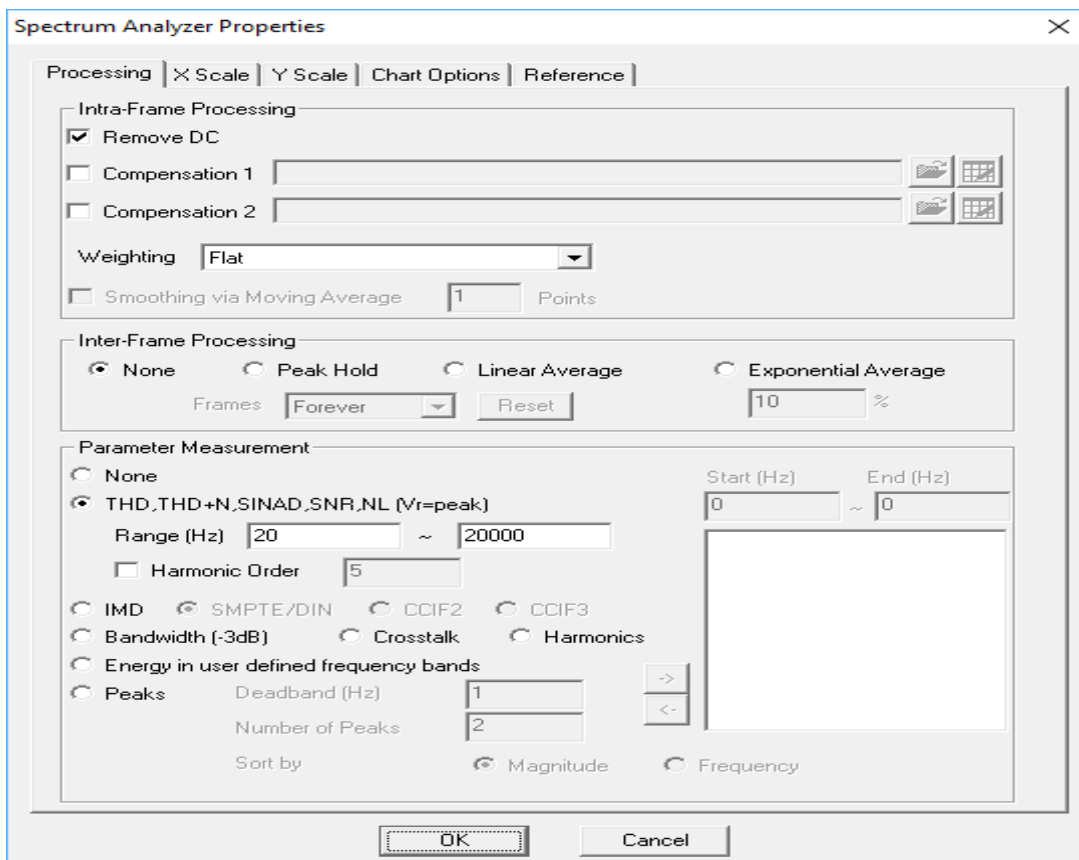 Spectrum Analyzer Properties
Processing X Scale Y Scale Chart Options Reference
Intra-Frame Processing
Remove DC
Compensation 1
Compensation 2
Weighting Flat
Smoothing via Moving Average 1 Points
Inter-Frame Processing
None Peak Hold Linear Average Exponential Average
Frames Forever Reset 10 %
Parameter Measurement
None Start (Hz) End (Hz)
THD,THD+N,SINAD,SNR,NL (Vr=peak) 0 ~ 0
Range (Hz) 20 ~ 20000
Harmonic Order 5
IMD SMPTE/DIN CCIF2 CCIF3
Bandwidth (-3dB) Crosstalk Harmonics
Energy in user defined frequency bands
->
Peaks Deadband (Hz) 1
<-
Number of Peaks 2
Sort by Magnitude Frequency
OK Cancel